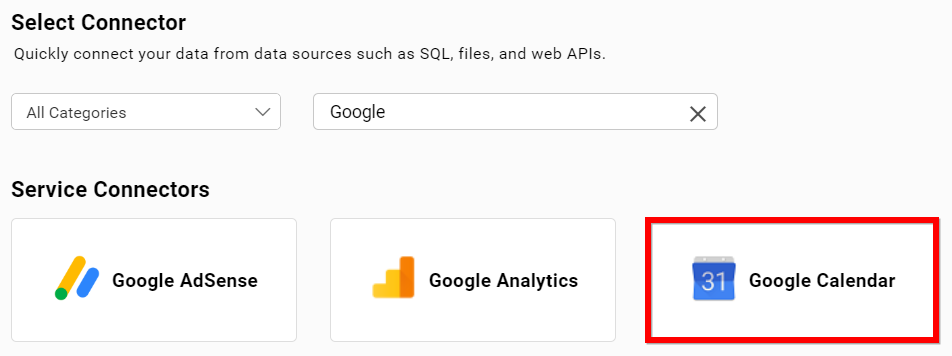 Select Connector
Quickly connect your data from data sources such as SQL, files, and web APIs.
All Categories
Google
Service Connectors
Google AdSense
Google Analytics
31
Google Calendar